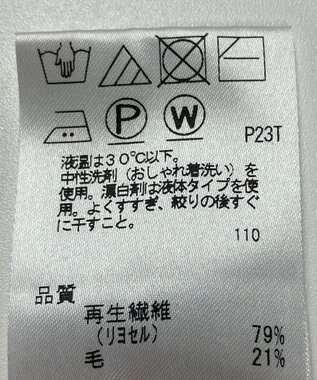 P W P23T
液温は30℃以下。
中性洗剤(おしゃれ着洗い)を
使用。漂白剤は液体タイプを使
用。よくすすぎ、絞りの後すぐ
に干すこと。
110
品質
再生繊維
(リヨセル) 79%
毛 21%